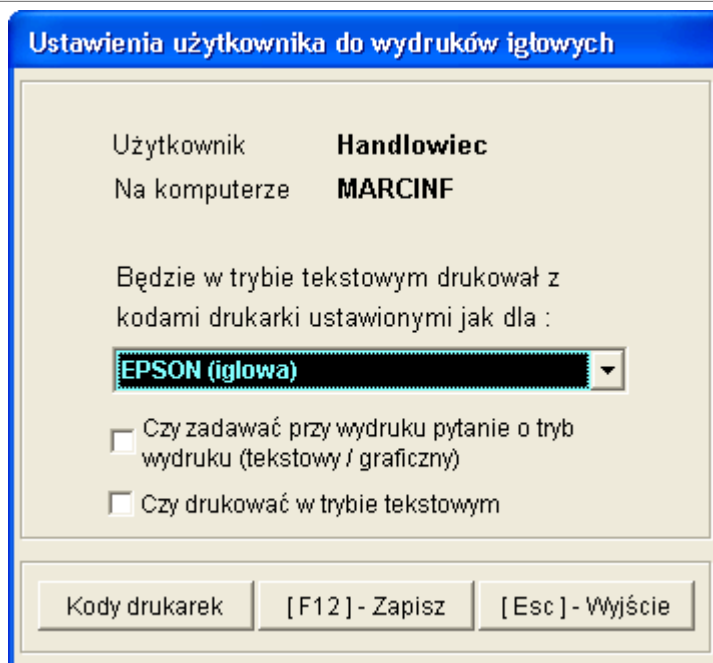 Ustawienia użytkownika do wydruków igłowych
Użytkownik Handlowiec
Na komputerze MARCINF
Będzie w trybie tekstowym drukował z
kodami drukarki ustawionymi jak dla :
EPSON (iglowa)
Czy zadawać przy wydruku pytanie o tryb
wydruku (tekstowy / graficzny)
Czy drukować w trybie tekstowym
Kody drukarek [ F12 ] - Zapisz [ Esc ] - Wyjście